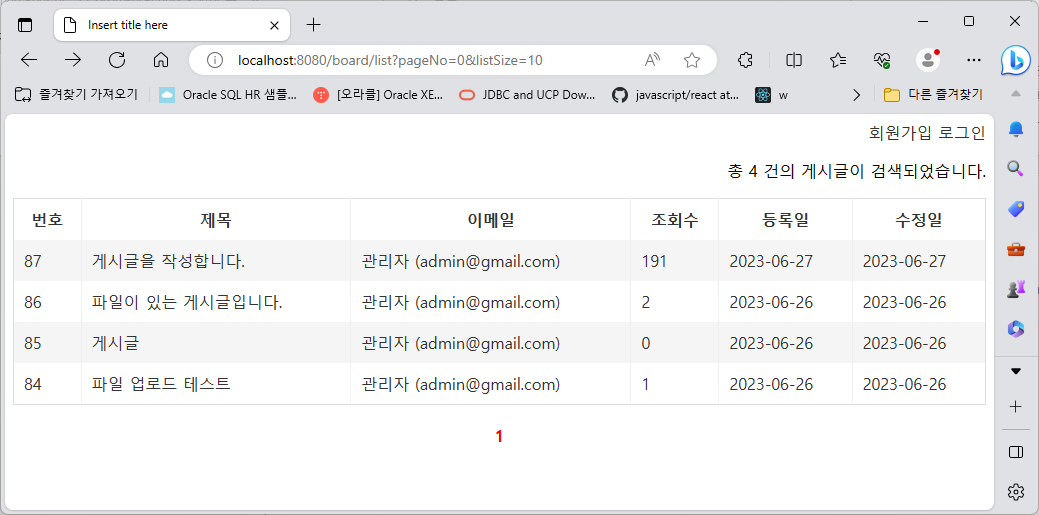 Insert title here
localhost:8080/board/list?pageNo=0&listSize=10
즐겨찾기 가져오기 Oracle SQL HR 샘플... [오라클] Oracle XE... JDBC and UCP Dow... javascript/react at... w 다른 즐겨찾기
회원가입 로그인
총 4 건의 게시글이 검색되었습니다.
번호 제목 이메일 조회수 등록일 수정일
87 게시글을 작성합니다. 관리자 (admin@gmail.com) 191 2023-06-27 2023-06-27
86 파일이 있는 게시글입니다. 관리자 (admin@gmail.com) 2 2023-06-26 2023-06-26
85 게시글 관리자 (admin@gmail.com) 0 2023-06-26 2023-06-26
84 파일 업로드 테스트 관리자 (admin@gmail.com) 1 2023-06-26 2023-06-26
1